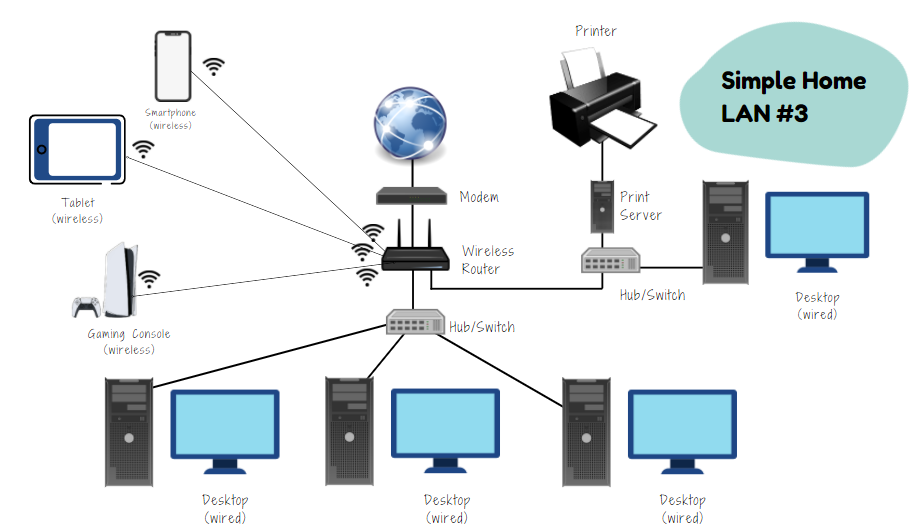 Printer
Simple Home
LAN #3
Smartphone
(wireless)
Tablet
(wireless)
Modem
Print
Server
Wireless
Router
Hub/Switch
Desktop
(wired)
Gaming Console
(wireless)
Hub/Switch
Desktop
(wired)
Desktop
(wired)
Desktop
(wired)